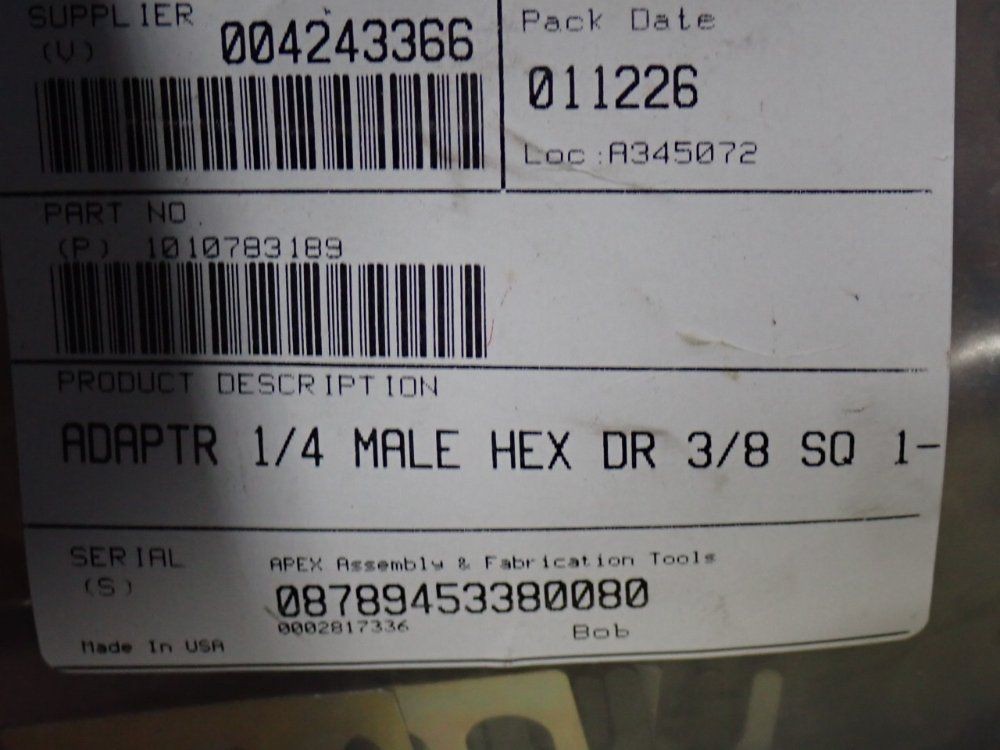 SUPPLIER
(V) 004243366
Pack Date
011226
Loc:A345072
PART NO.
(P) 1010783189
PRODUCT DESCRIPTION
ADAPTR 1/4 MALE HEX DR 3/8 SQ 1-
SERIAL
(S)
APEX Assembly & Fabrication Tools
08789453380080
0002817336
Bob
Made In USA